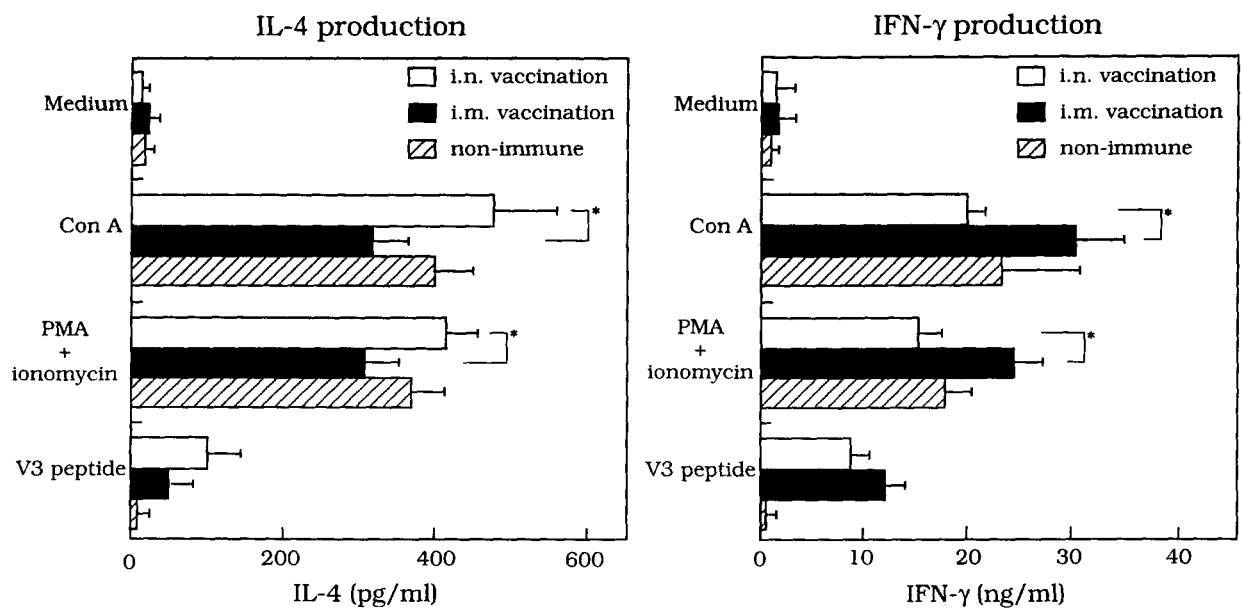 IL-4 production
i.n. vaccination
i.m. vaccination
non-immune
Medium
Con A
*
PMA
+
ionomycin
*
V3 peptide
0 200 400 600
IL-4 (pg/ml)
IFN-γ production
i.n. vaccination
i.m. vaccination
non-immune
Medium
Con A
*
PMA
+
ionomycin
*
V3 peptide
0 10 20 30 40
IFN-γ (ng/ml)